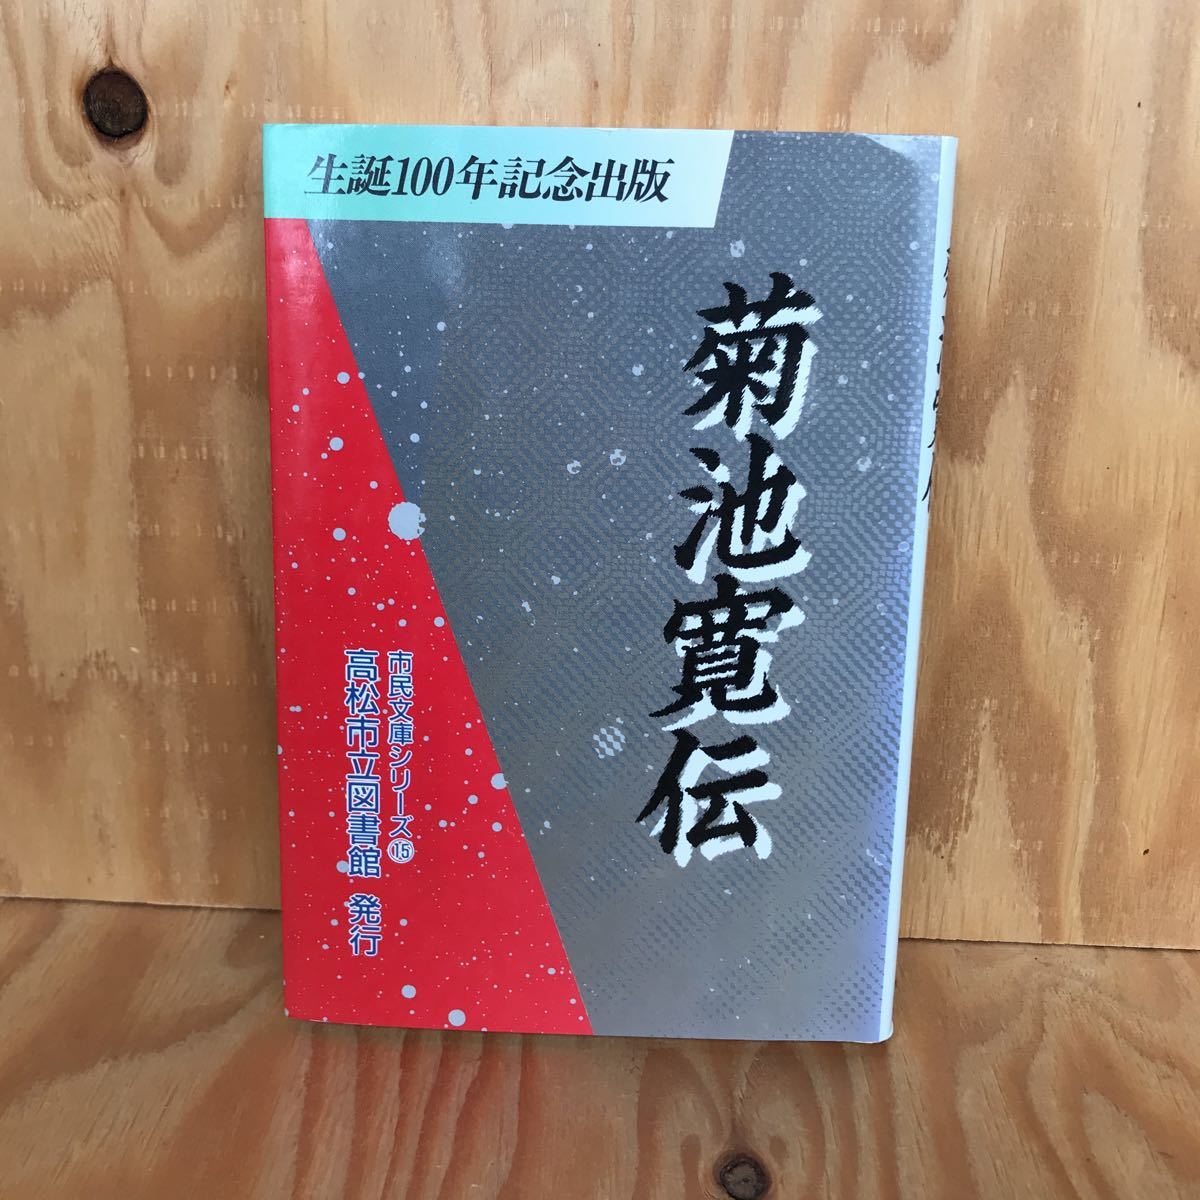 生誕100年記念出版
菊池寛伝
市民文庫シリーズ⑮
高松市立図書館 発行